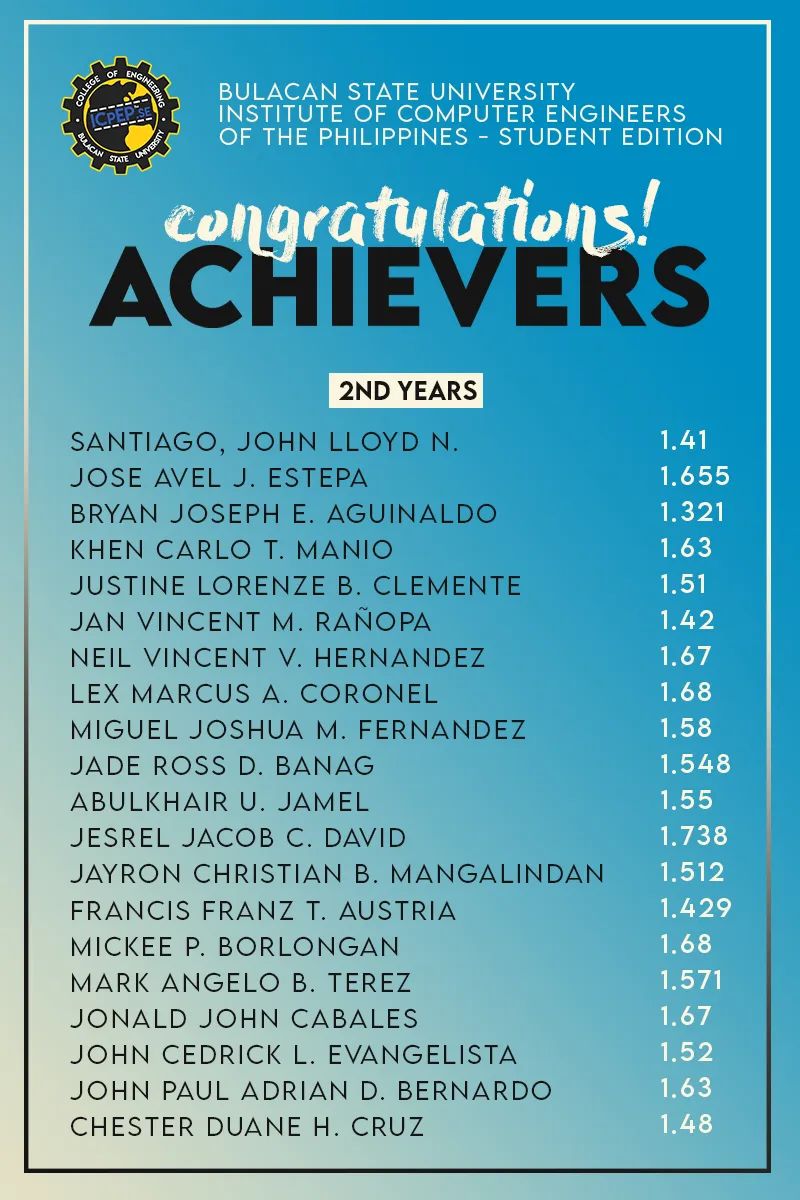 COLLEGE OF ENGINEERING
ICPEP.SE
BULACAN STATE UNIVERSITY
BULACAN STATE UNIVERSITY
INSTITUTE OF COMPUTER ENGINEERS
OF THE PHILIPPINES - STUDENT EDITION
congratulations!
ACHIEVERS
2ND YEARS
SANTIAGO, JOHN LLOYD N. 1.41
JOSE AVEL J. ESTEPA 1.655
BRYAN JOSEPH E. AGUINALDO 1.321
KHEN CARLO T. MANIO 1.63
JUSTINE LORENZE B. CLEMENTE 1.51
JAN VINCENT M. RAÑOPA 1.42
NEIL VINCENT V. HERNANDEZ 1.67
LEX MARCUS A. CORONEL 1.68
MIGUEL JOSHUA M. FERNANDEZ 1.58
JADE ROSS D. BANAG 1.548
ABULKHAIR U. JAMEL 1.55
JESREL JACOB C. DAVID 1.738
JAYRON CHRISTIAN B. MANGALINDAN 1.512
FRANCIS FRANZ T. AUSTRIA 1.429
MICKEE P. BORLONGAN 1.68
MARK ANGELO B. TEREZ 1.571
JONALD JOHN CABALES 1.67
JOHN CEDRICK L. EVANGELISTA 1.52
JOHN PAUL ADRIAN D. BERNARDO 1.63
CHESTER DUANE H. CRUZ 1.48